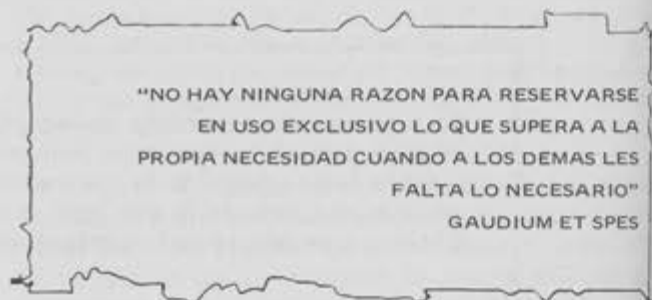 "NO HAY NINGUNA RAZON PARA RESERVARSE
EN USO EXCLUSIVO LO QUE SUPERA A LA
PROPIA NECESIDAD CUANDO A LOS DEMAS LES
FALTA LO NECESARIO"
GAUDIUM ET SPES